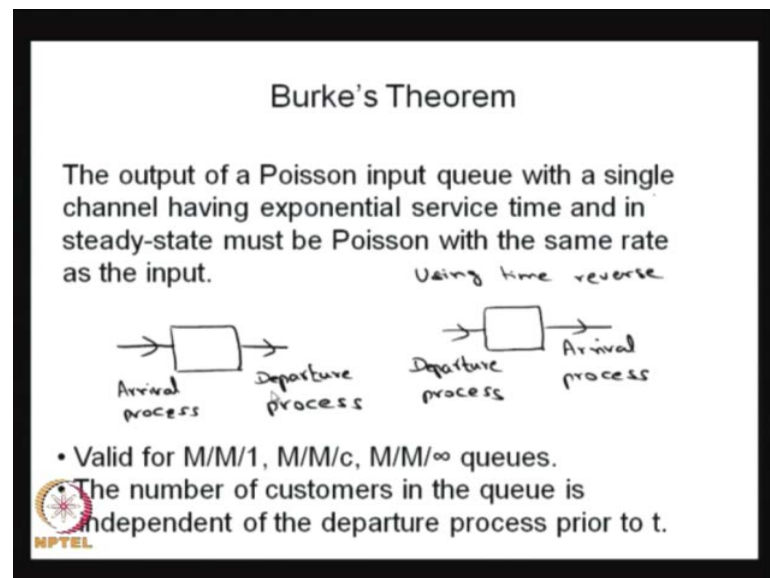 Burke's Theorem
The output of a Poisson input queue with a single
channel having exponential service time and in
steady-state must be Poisson with the same rate
as the input.
Using time reverse
Arrival
process
Departure
process
Departure
process
Arrival
process
• Valid for M/M/1, M/M/c, M/M/∞ queues.
• The number of customers in the queue is
independent of the departure process prior to t.
NPTEL